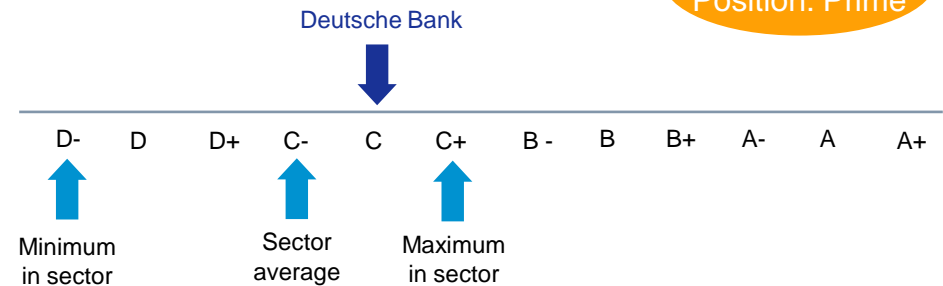 Position: Prime
Deutsche Bank
D- D D+ C- C C+ B - B B+ A- A A+
Minimum
in sector
Sector
average
Maximum
in sector